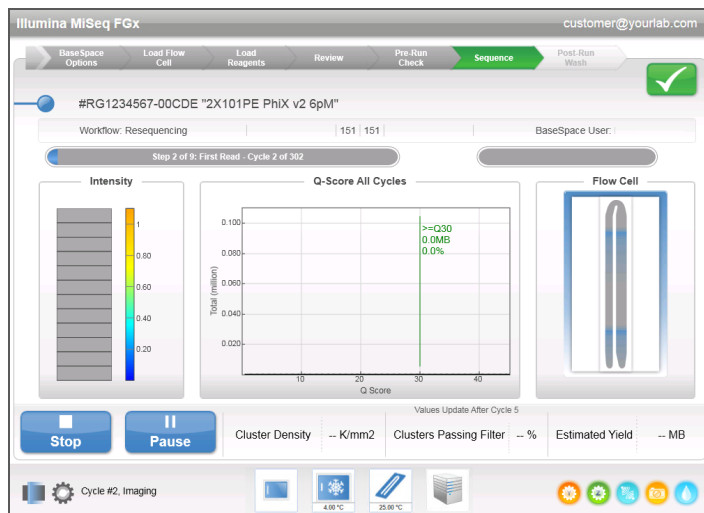 Illumina MiSeq FGx
customer@yourlab.com
BaseSpace
Options
Load Flow
Cell
Load
Reagents
Review
Pre-Run
Check
Sequence
Post-Run
Wash
#RG1234567-00CDE "2X101PE PhiX v2 6pM"
Workflow: Resequencing
151 151
BaseSpace User:
Step 2 of 9: First Read - Cycle 2 of 302
Intensity
1
0.80
0.60
0.40
0.20
Q-Score All Cycles
Total (million)
0.100
0.080
0.060
0.040
0.020
>=Q30
0.0MB
0.0%
10 20 30 40
Q Score
Flow Cell
Stop
Pause
Values Update After Cycle 5
Cluster Density -- K/mm2
Clusters Passing Filter -- %
Estimated Yield -- MB
Cycle #2, Imaging
4.00 °C
25.00 °C